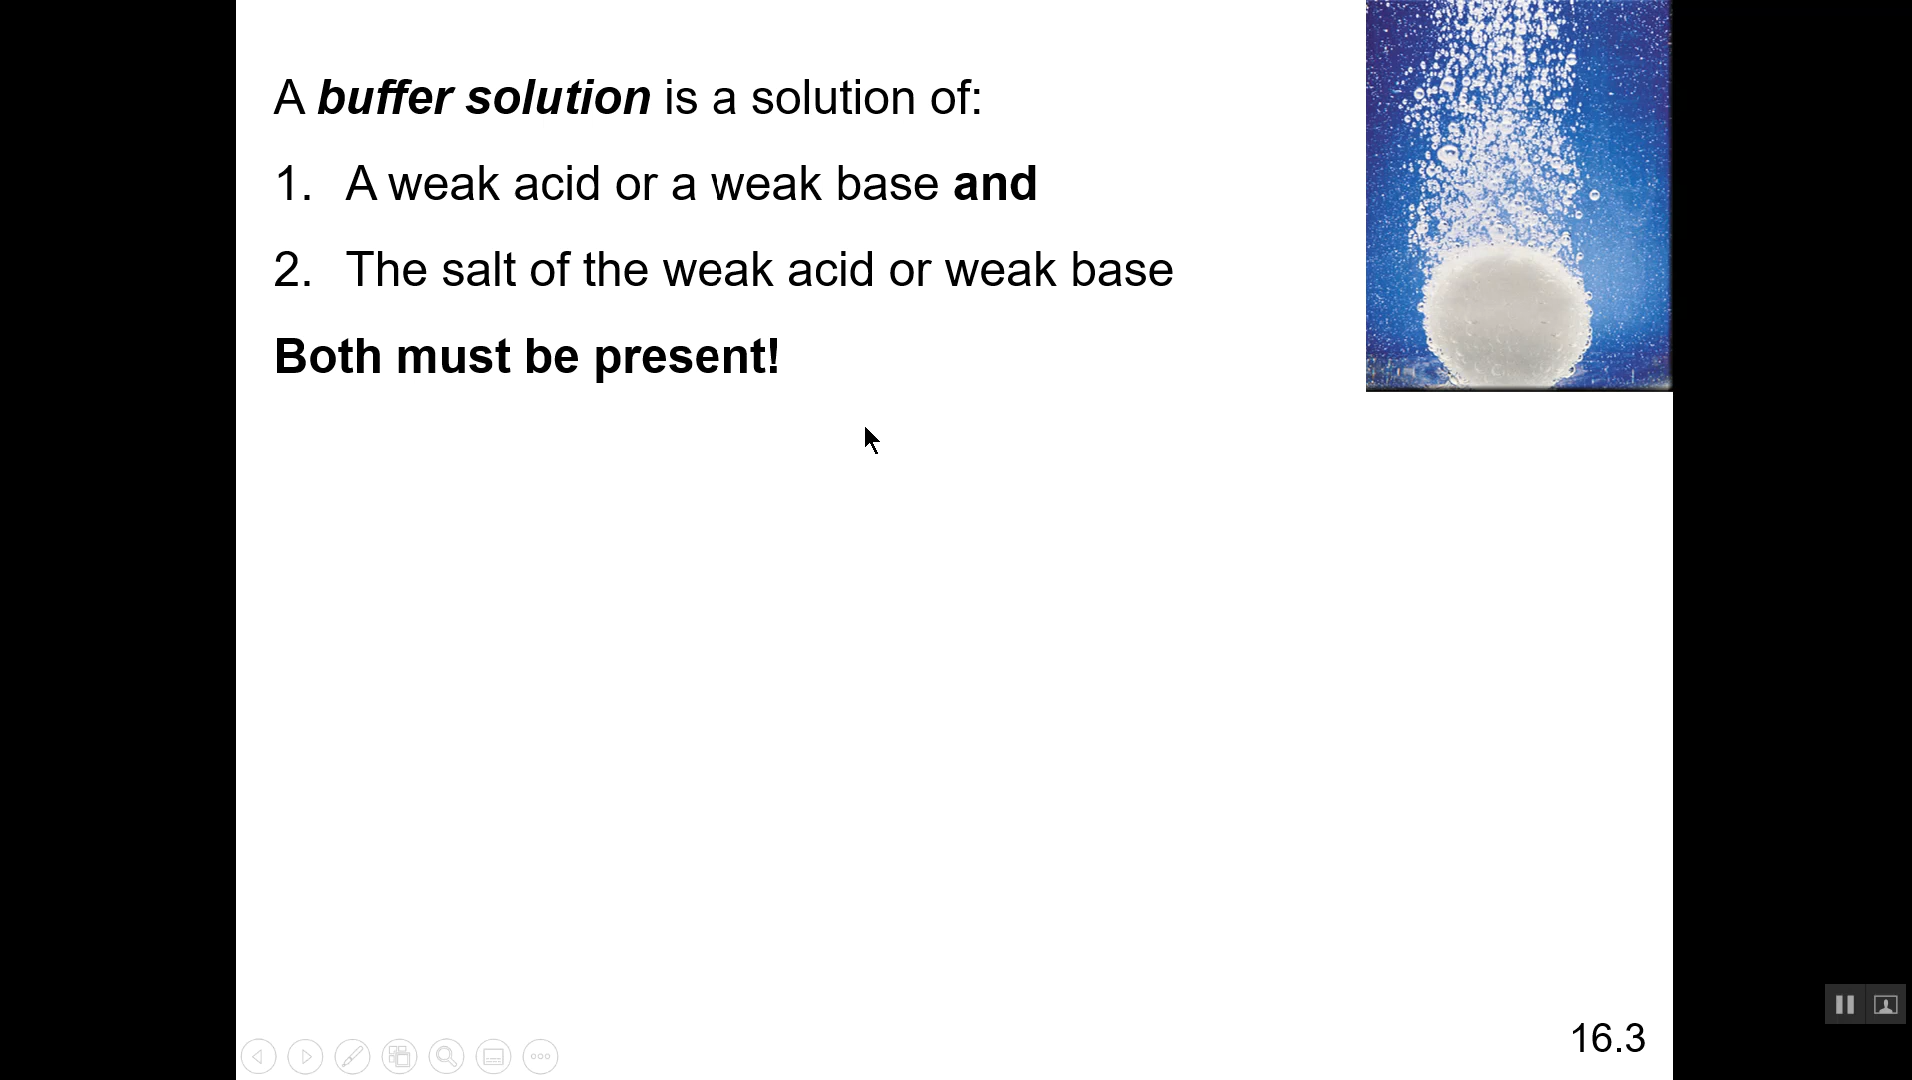 A buffer solution is a solution of:
1. A weak acid or a weak base and
2. The salt of the weak acid or weak base
Both must be present!
16.3